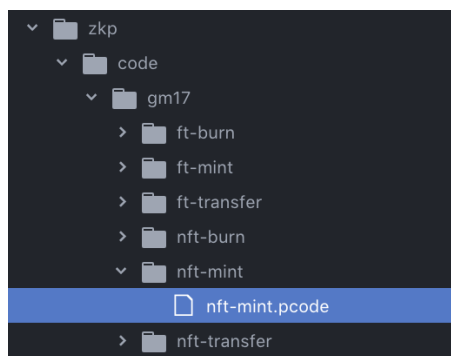 zkp
code
gm17
ft-burn
ft-mint
ft-transfer
nft-burn
nft-mint
nft-mint.pcode
nft-transfer